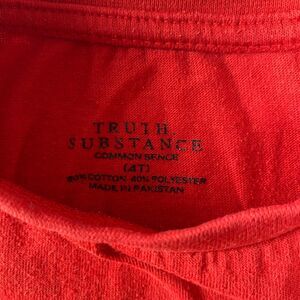 TRUTH
SUBSTANCE
COMMON SENCE
(4T)
60% COTTON 40% POLYESTER
MADE IN PAKISTAN